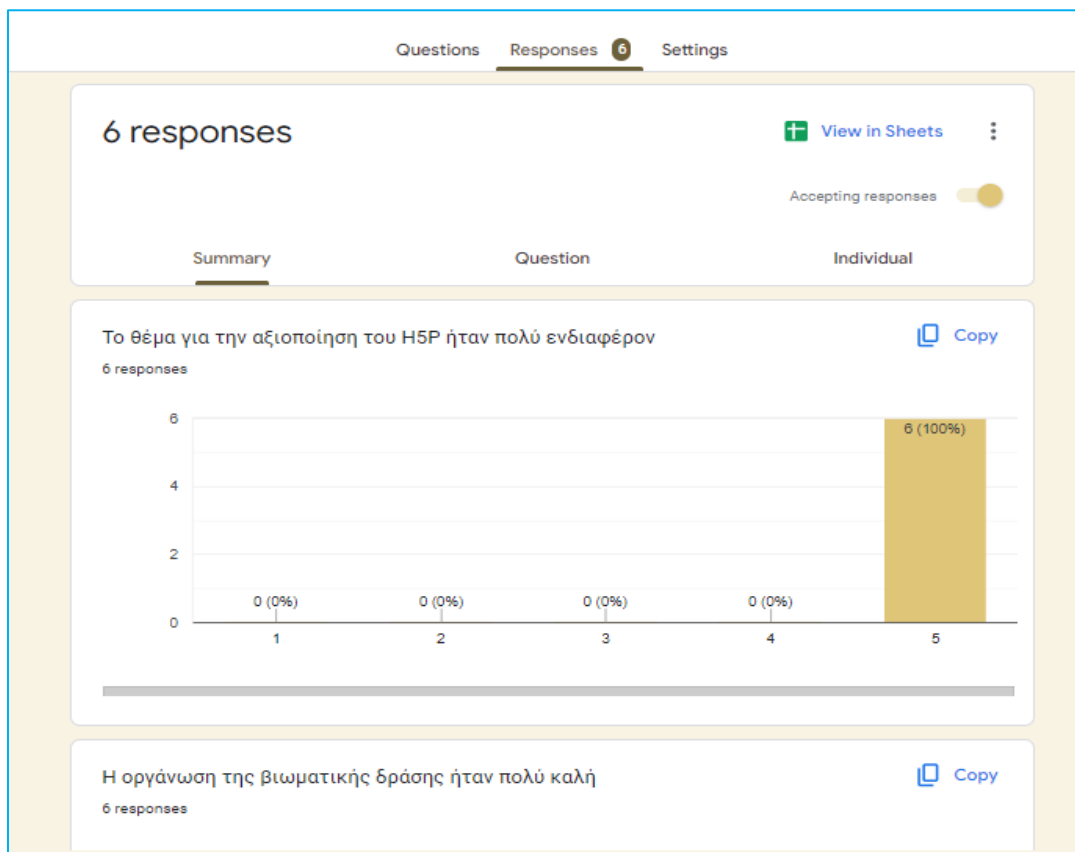 Questions Responses 6 Settings
6 responses
View in Sheets
Accepting responses
Summary Question Individual
Το θέμα για την αξιοποίηση του H5P ήταν πολύ ενδιαφέρον
Copy
6 responses
6
6 (100%)
4
2
0 (0%) 0 (0%) 0 (0%) 0 (0%)
0
1 2 3 4 5
Η οργάνωση της βιωματικής δράσης ήταν πολύ καλή
Copy
6 responses